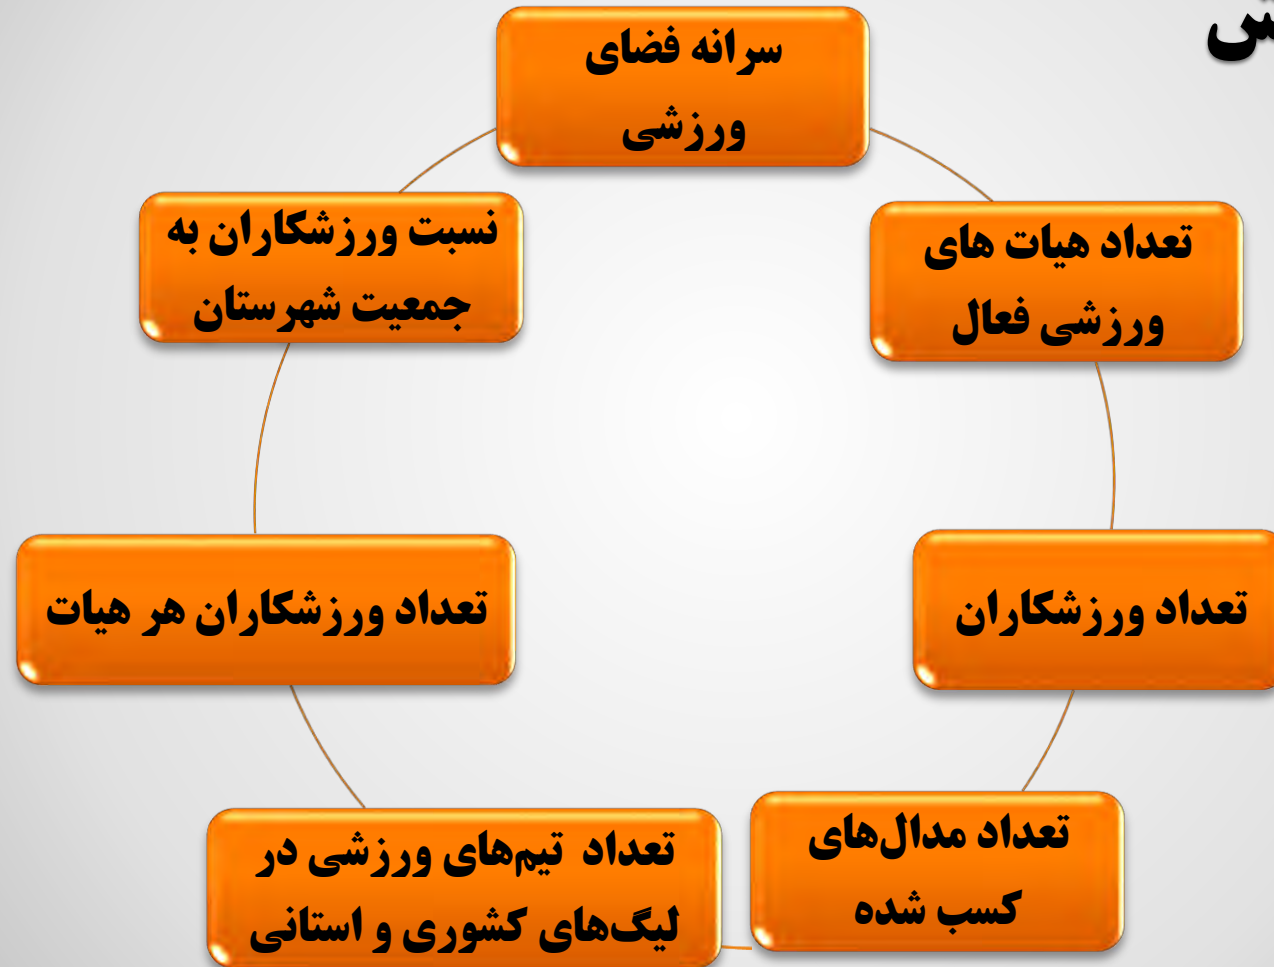 سرانه فضای
ورزشی
تعداد هیات های
ورزشی فعال
تعداد ورزشکاران
تعداد مدال‌های
کسب شده
تعداد تیم‌های ورزشی در
لیگ‌های کشوری و استانی
تعداد ورزشکاران هر هیات
نسبت ورزشکاران به
جمعیت شهرستان